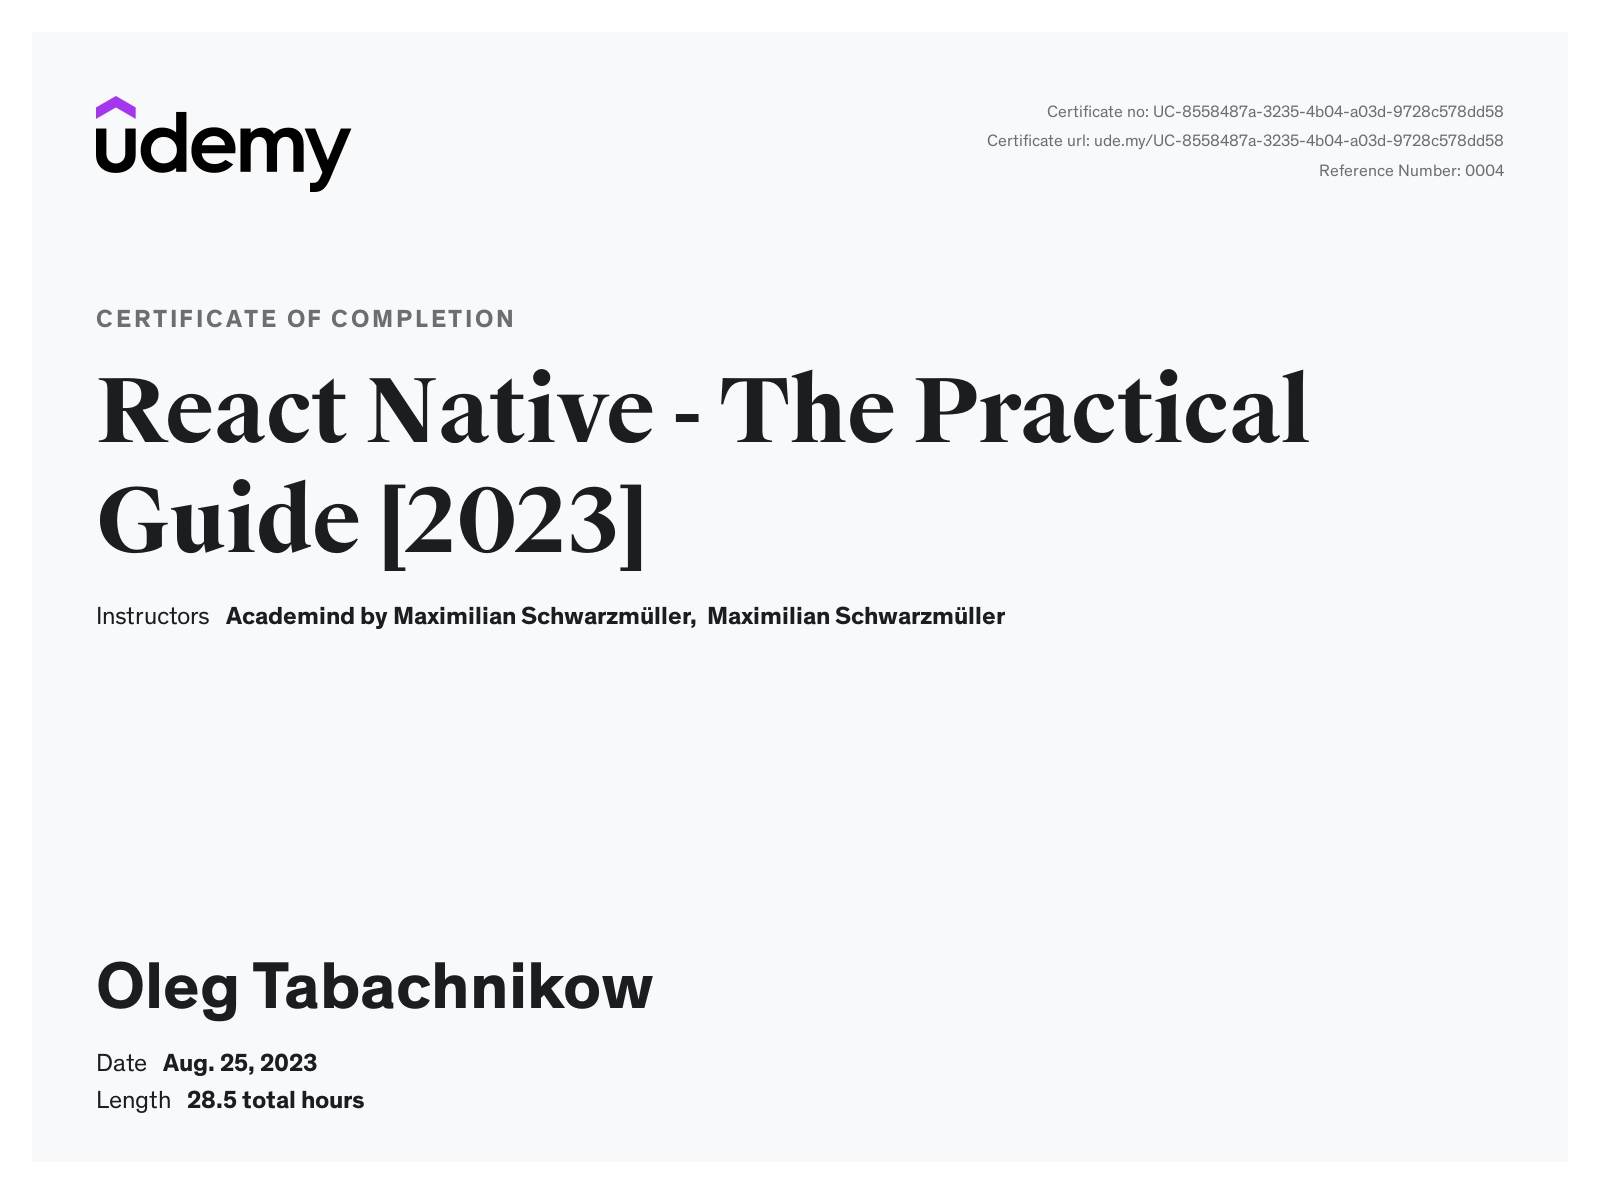 udemy
Certificate no: UC-8558487a-3235-4b04-a03d-9728c578dd58
Certificate url: ude.my/UC-8558487a-3235-4b04-a03d-9728c578dd58
Reference Number: 0004
CERTIFICATE OF COMPLETION
React Native - The Practical
Guide [2023]
Instructors Academind by Maximilian Schwarzmüller, Maximilian Schwarzmüller
Oleg Tabachnikow
Date Aug. 25, 2023
Length 28.5 total hours